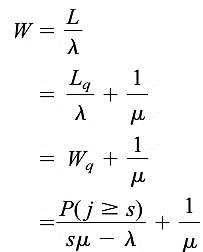 W = L/λ
= L_q/λ + 1/μ
= W_q + 1/μ
= P(j ≥ s)/(sμ − λ) + 1/μ